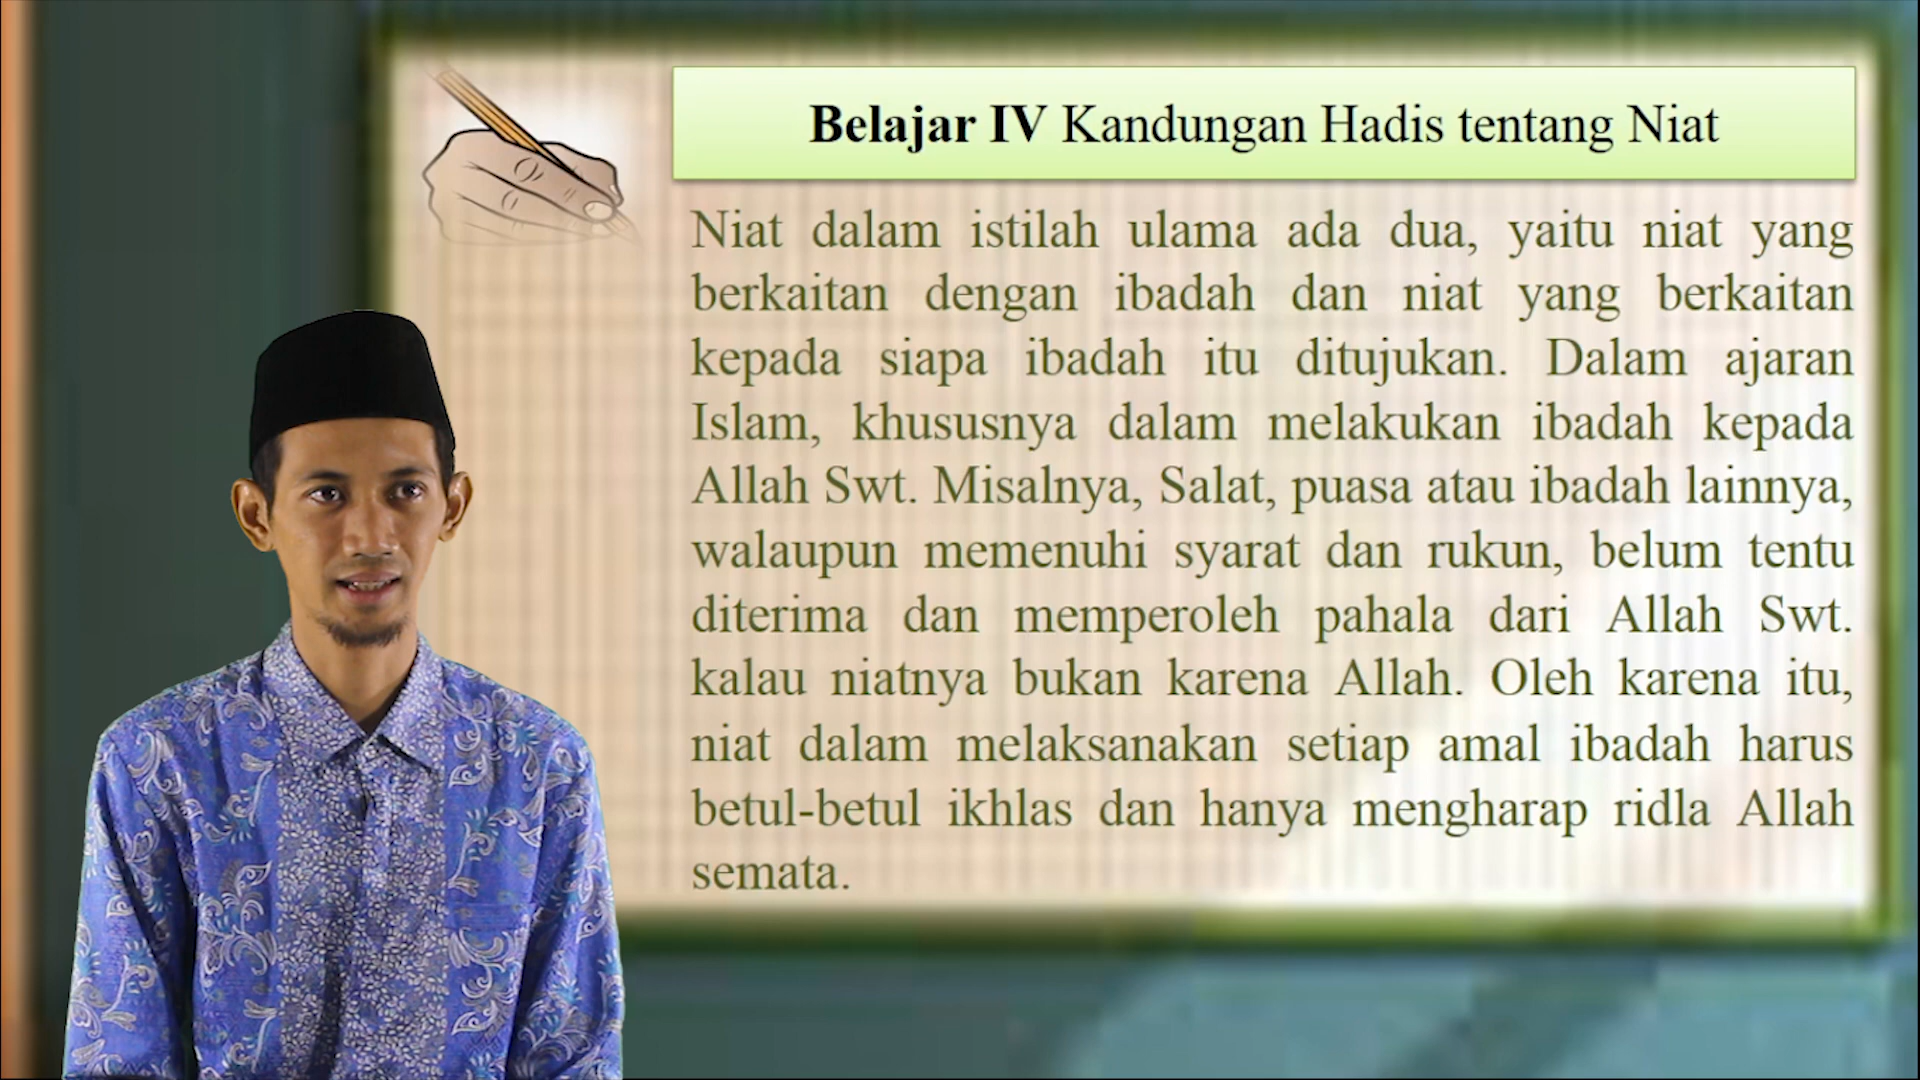 Belajar IV Kandungan Hadis tentang Niat
Niat dalam istilah ulama ada dua, yaitu niat yang
berkaitan dengan ibadah dan niat yang berkaitan
kepada siapa ibadah itu ditujukan. Dalam ajaran
Islam, khususnya dalam melakukan ibadah kepada
Allah Swt. Misalnya, Salat, puasa atau ibadah lainnya,
walaupun memenuhi syarat dan rukun, belum tentu
diterima dan memperoleh pahala dari Allah Swt.
kalau niatnya bukan karena Allah. Oleh karena itu,
niat dalam melaksanakan setiap amal ibadah harus
betul-betul ikhlas dan hanya mengharap ridla Allah
semata.